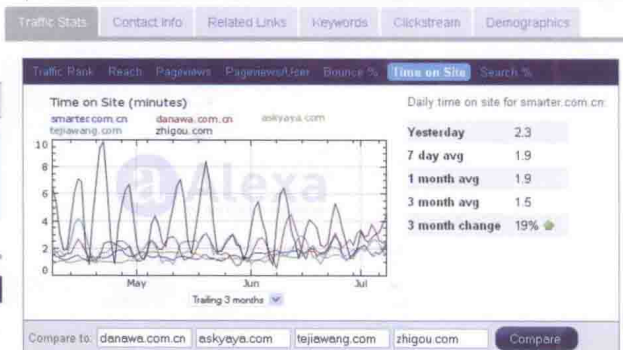 Traffic Stats Contact Info Related Links Keywords Clickstream Demographics
Traffic Rank Reach Pageviews Pageviews/User Bounce % Time on Site Search %
Time on Site (minutes)
smarter.com.cn danawa.com.cn askyaya.com
tejiawang.com zhigou.com
10
8
6
4
2
0
Alexa
May Jun Jul
Trailing 3 months
Daily time on site for smarter.com.cn:
Yesterday 2.3
7 day avg 1.9
1 month avg 1.9
3 month avg 1.5
3 month change 19%
Compare to: danawa.com.cn askyaya.com tejiawang.com zhigou.com Compare